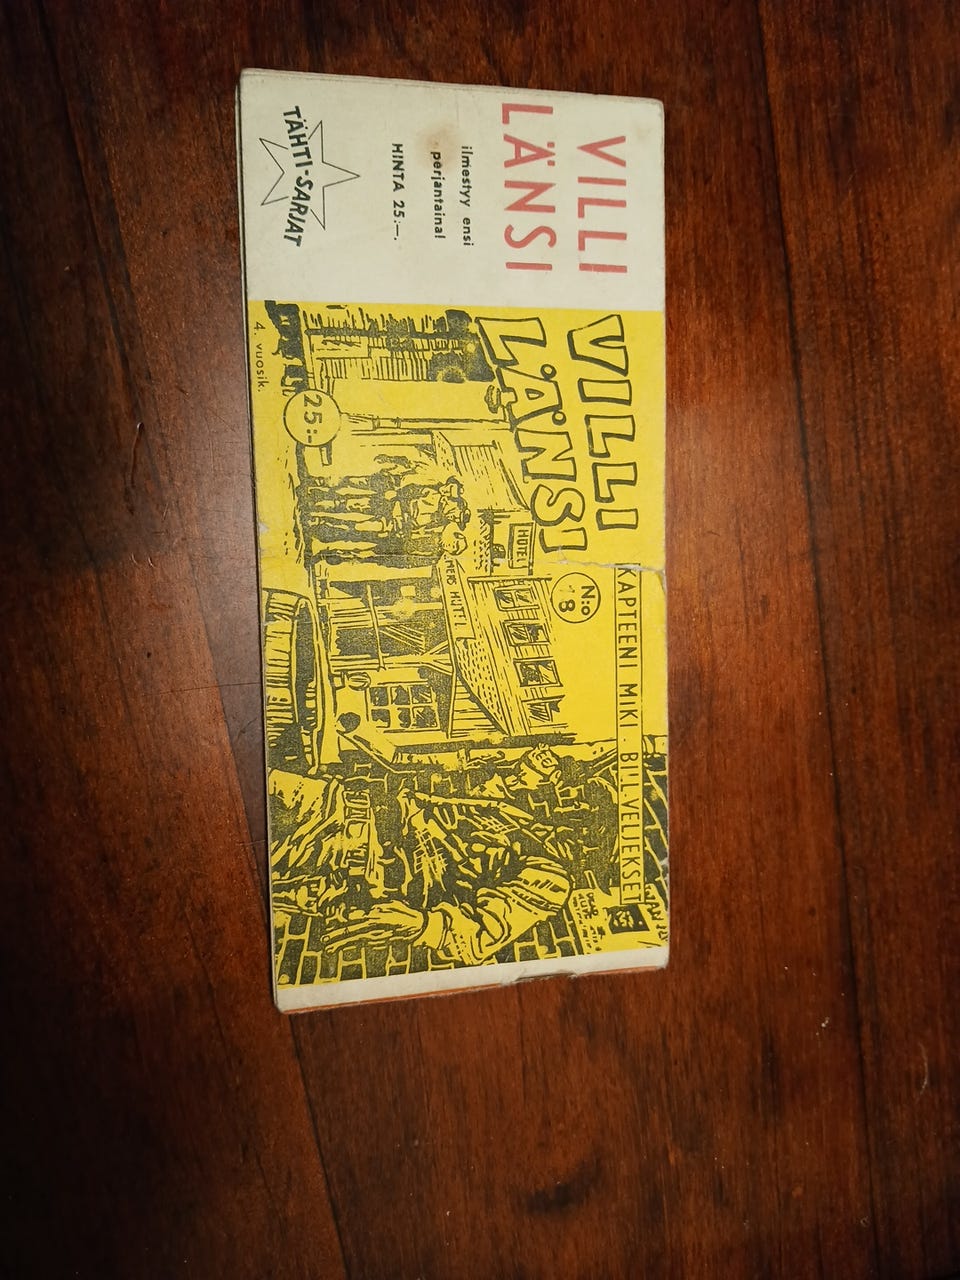 VILLI
LÄNSI
ilmestyy ensi
perjantaina!
HINTA 25:—.
TÄHTI-SARJAT
VILLI
LÄNSI
KAPTEENI MIKI. BILL VELJEKSET
N:o
8
HOTEL
25:-
4. vuosik.